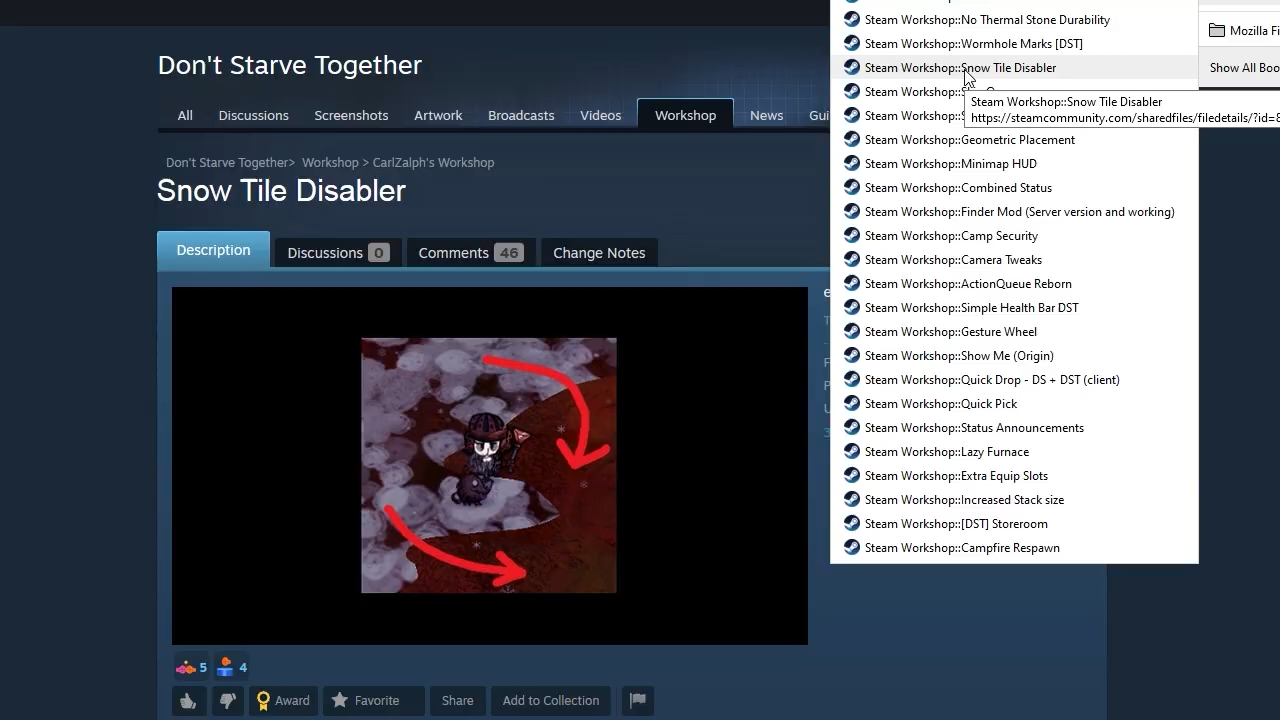 Don't Starve Together
All Discussions Screenshots Artwork Broadcasts Videos Workshop News Gui
Don't Starve Together> Workshop > CarlZalph's Workshop
Snow Tile Disabler
Description Discussions 0 Comments 46 Change Notes
5 4
Award Favorite Share Add to Collection
Steam Workshop::No Thermal Stone Durability
Steam Workshop::Wormhole Marks [DST]
Steam Workshop::Snow Tile Disabler
Steam Workshop::
Steam Workshop::
Steam Workshop::Snow Tile Disabler
https://steamcommunity.com/sharedfiles/filedetails/?id=8
Steam Workshop::Geometric Placement
Steam Workshop::Minimap HUD
Steam Workshop::Combined Status
Steam Workshop::Finder Mod (Server version and working)
Steam Workshop::Camp Security
Steam Workshop::Camera Tweaks
Steam Workshop::ActionQueue Reborn
Steam Workshop::Simple Health Bar DST
Steam Workshop::Gesture Wheel
Steam Workshop::Show Me (Origin)
Steam Workshop::Quick Drop - DS + DST (client)
Steam Workshop::Quick Pick
Steam Workshop::Status Announcements
Steam Workshop::Lazy Furnace
Steam Workshop::Extra Equip Slots
Steam Workshop::Increased Stack size
Steam Workshop::[DST] Storeroom
Steam Workshop::Campfire Respawn
Mozilla Fi
Show All Boo